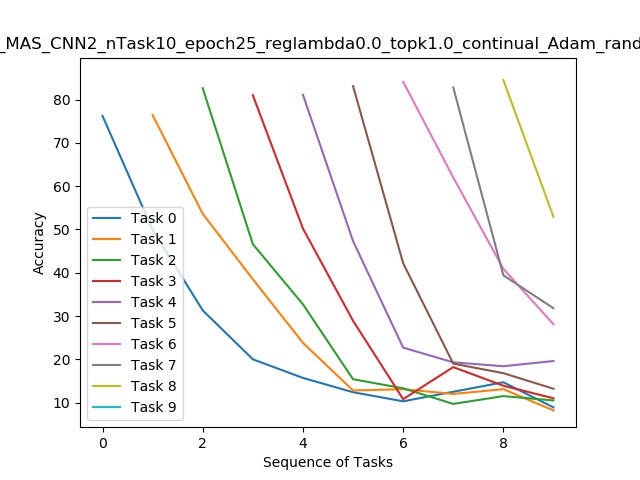 _MAS_CNN2_nTask10_epoch25_reglambda0.0_topk1.0_continual_Adam_rand
Accuracy
80
70
60
50
40
30
20
10
Task 0
Task 1
Task 2
Task 3
Task 4
Task 5
Task 6
Task 7
Task 8
Task 9
0 2 4 6 8
Sequence of Tasks